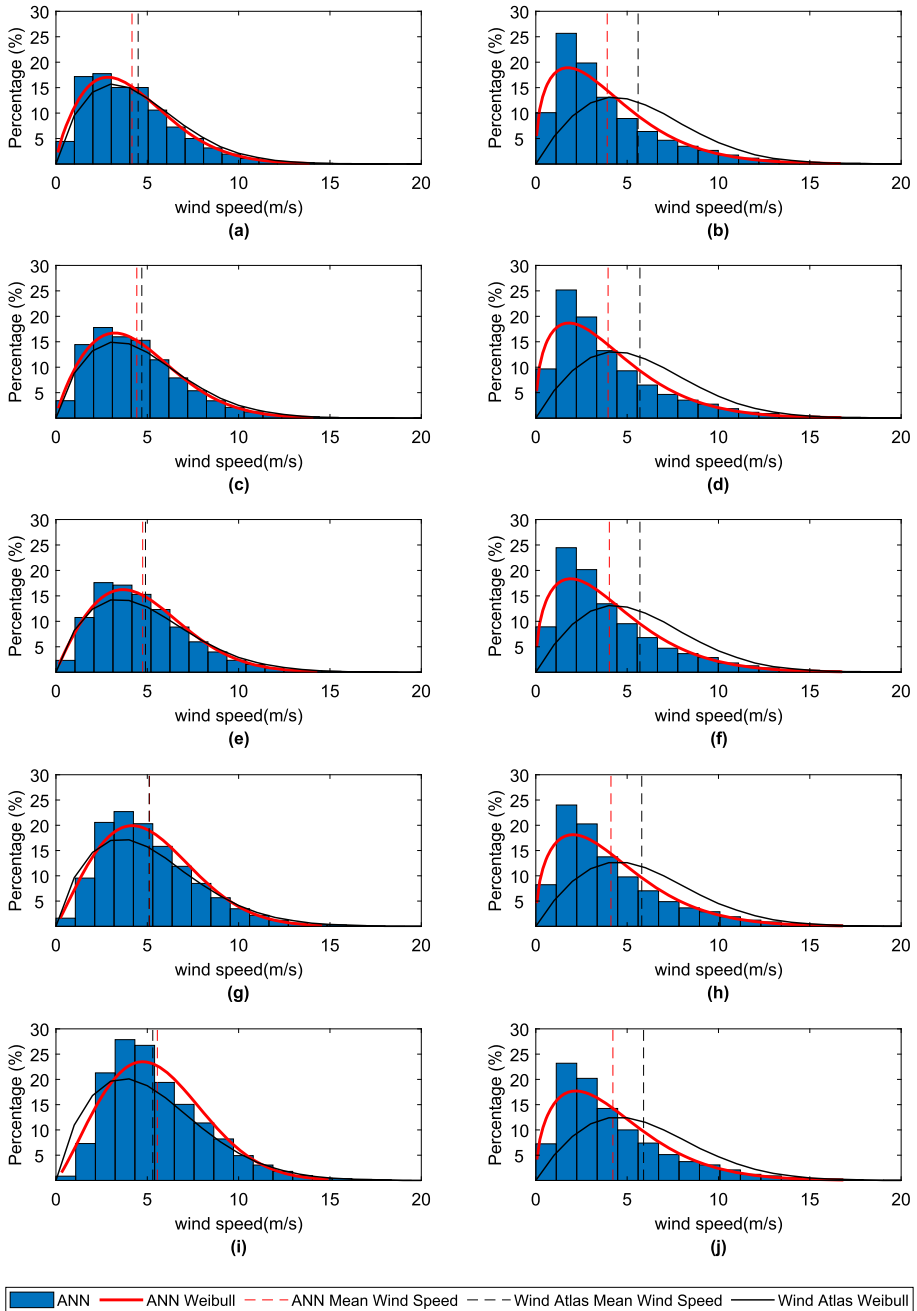 30
25
20
15
10
5
Percentage (%)
0 5 10 15 20
wind speed(m/s)
(a)
30
25
20
15
10
5
Percentage (%)
0 5 10 15 20
wind speed(m/s)
(b)
30
25
20
15
10
5
Percentage (%)
0 5 10 15 20
wind speed(m/s)
(c)
30
25
20
15
10
5
Percentage (%)
0 5 10 15 20
wind speed(m/s)
(d)
30
25
20
15
10
5
Percentage (%)
0 5 10 15 20
wind speed(m/s)
(e)
30
25
20
15
10
5
Percentage (%)
0 5 10 15 20
wind speed(m/s)
(f)
30
25
20
15
10
5
Percentage (%)
0 5 10 15 20
wind speed(m/s)
(g)
30
25
20
15
10
5
Percentage (%)
0 5 10 15 20
wind speed(m/s)
(h)
30
25
20
15
10
5
Percentage (%)
0 5 10 15 20
wind speed(m/s)
(i)
30
25
20
15
10
5
Percentage (%)
0 5 10 15 20
wind speed(m/s)
(j)
ANN ANN Weibull ANN Mean Wind Speed Wind Atlas Mean Wind Speed Wind Atlas Weibull